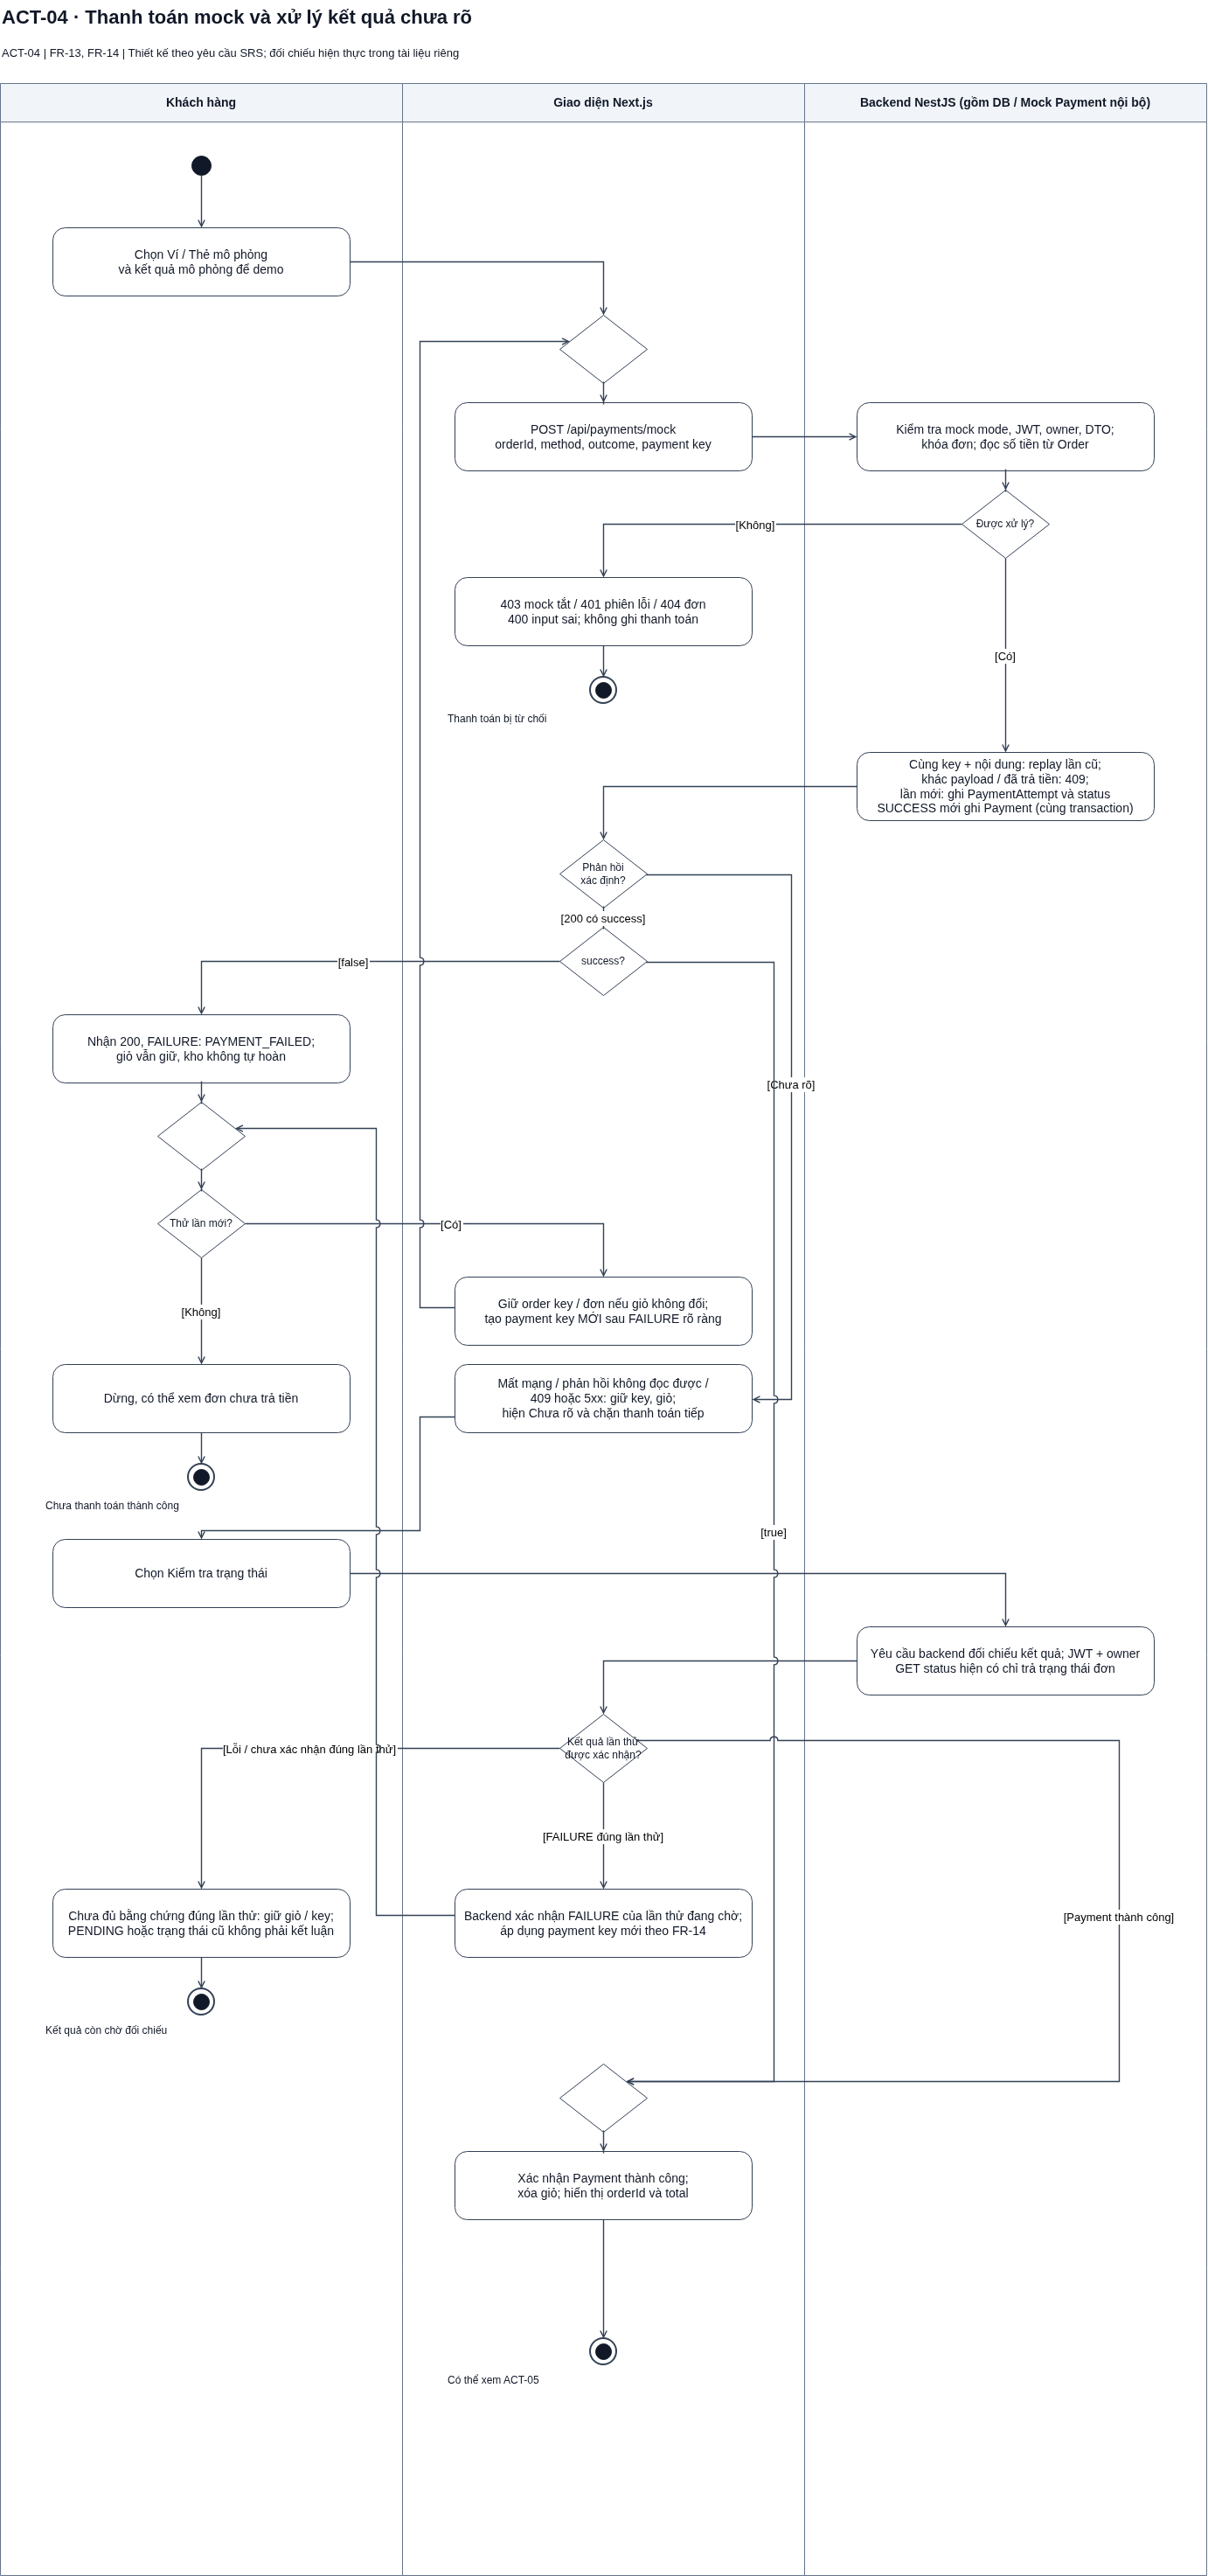 ACT-04 · Thanh toán mock và xử lý kết quả chưa rõ
ACT-04 | FR-13, FR-14 | Thiết kế theo yêu cầu SRS; đối chiếu hiện thực trong tài liệu riêng
Khách hàng
Giao diện Next.js
Backend NestJS (gồm DB / Mock Payment nội bộ)
Chọn Ví / Thẻ mô phỏng
và kết quả mô phỏng để demo
POST /api/payments/mock
orderId, method, outcome, payment key
Kiểm tra mock mode, JWT, owner, DTO;
khóa đơn; đọc số tiền từ Order
Được xử lý?
[Không]
403 mock tắt / 401 phiên lỗi / 404 đơn
400 input sai; không ghi thanh toán
[Có]
Thanh toán bị từ chối
Cùng key + nội dung: replay lần cũ;
khác payload / đã trả tiền: 409;
lần mới: ghi PaymentAttempt và status
SUCCESS mới ghi Payment (cùng transaction)
Phản hồi
xác định?
[200 có success]
success?
[false]
Nhận 200, FAILURE: PAYMENT_FAILED;
giỏ vẫn giữ, kho không tự hoàn
[Chưa rõ]
Thử lần mới?
[Có]
[Không]
Giữ order key / đơn nếu giỏ không đổi;
tạo payment key MỚI sau FAILURE rõ ràng
Dừng, có thể xem đơn chưa trả tiền
Mất mạng / phản hồi không đọc được /
409 hoặc 5xx: giữ key, giỏ;
hiện Chưa rõ và chặn thanh toán tiếp
Chưa thanh toán thành công
[true]
Chọn Kiểm tra trạng thái
Yêu cầu backend đối chiếu kết quả; JWT + owner
GET status hiện có chỉ trả trạng thái đơn
Kết quả lần thử
được xác nhận?
[Lỗi / chưa xác nhận đúng lần thử]
[FAILURE đúng lần thử]
Chưa đủ bằng chứng đúng lần thử: giữ giỏ / key;
PENDING hoặc trạng thái cũ không phải kết luận
Backend xác nhận FAILURE của lần thử đang chờ;
áp dụng payment key mới theo FR-14
[Payment thành công]
Kết quả còn chờ đối chiếu
Xác nhận Payment thành công;
xóa giỏ; hiển thị orderId và total
Có thể xem ACT-05